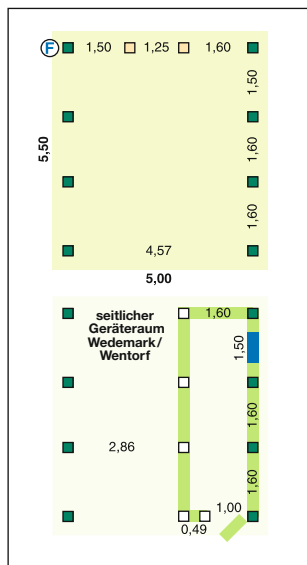 F 1,50 1,25 1,60
1,50
5,50
1,60
1,60
4,57
5,00
seitlicher
Geräteraum
Wedemark/
Wentorf
1,60
1,50
2,86
1,60
1,60
1,00
0,49